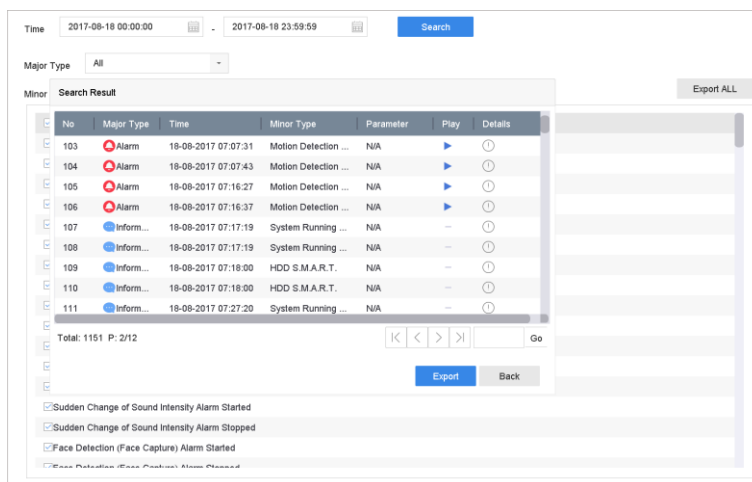 Time 2017-08-18 00:00:00 - 2017-08-18 23:59:59 Search
Major Type All
Minor
Export ALL
Search Result
No Major Type Time Minor Type Parameter Play Details
103 Alarm 18-08-2017 07:07:31 Motion Detection ... N/A
104 Alarm 18-08-2017 07:07:43 Motion Detection ... N/A
105 Alarm 18-08-2017 07:16:27 Motion Detection ... N/A
106 Alarm 18-08-2017 07:16:37 Motion Detection ... N/A
107 Inform... 18-08-2017 07:17:19 System Running ... N/A —
108 Inform... 18-08-2017 07:17:19 System Running ... N/A —
109 Inform... 18-08-2017 07:18:00 HDD S.M.A.R.T. N/A —
110 Inform... 18-08-2017 07:18:00 HDD S.M.A.R.T. N/A —
111 Inform... 18-08-2017 07:27:20 System Running ... N/A —
Total: 1151 P: 2/12 Go
Export Back
Sudden Change of Sound Intensity Alarm Started
Sudden Change of Sound Intensity Alarm Stopped
Face Detection (Face Capture) Alarm Started
Face Detection (Face Capture) Alarm Stopped